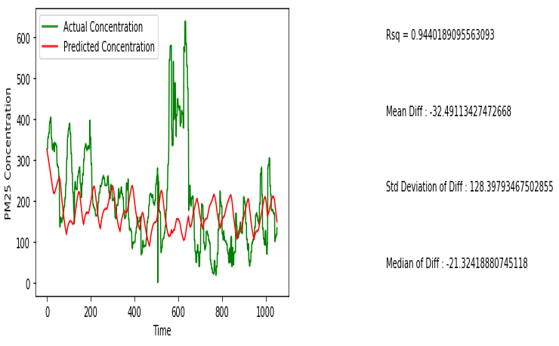 Actual Concentration
Predicted Concentration
600
500
400
300
200
100
0
PM25 Concentration
0 200 400 600 800 1000
Time
Rsq = 0.9440189095563093
Mean Diff : -32.49113427472668
Std Deviation of Diff : 128.39793467502855
Median of Diff : -21.32418880745118